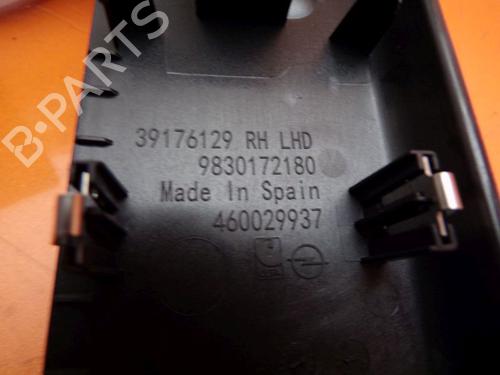 B-PARTS
39176129 RH LHD
9830172180
Made In Spain
460029937